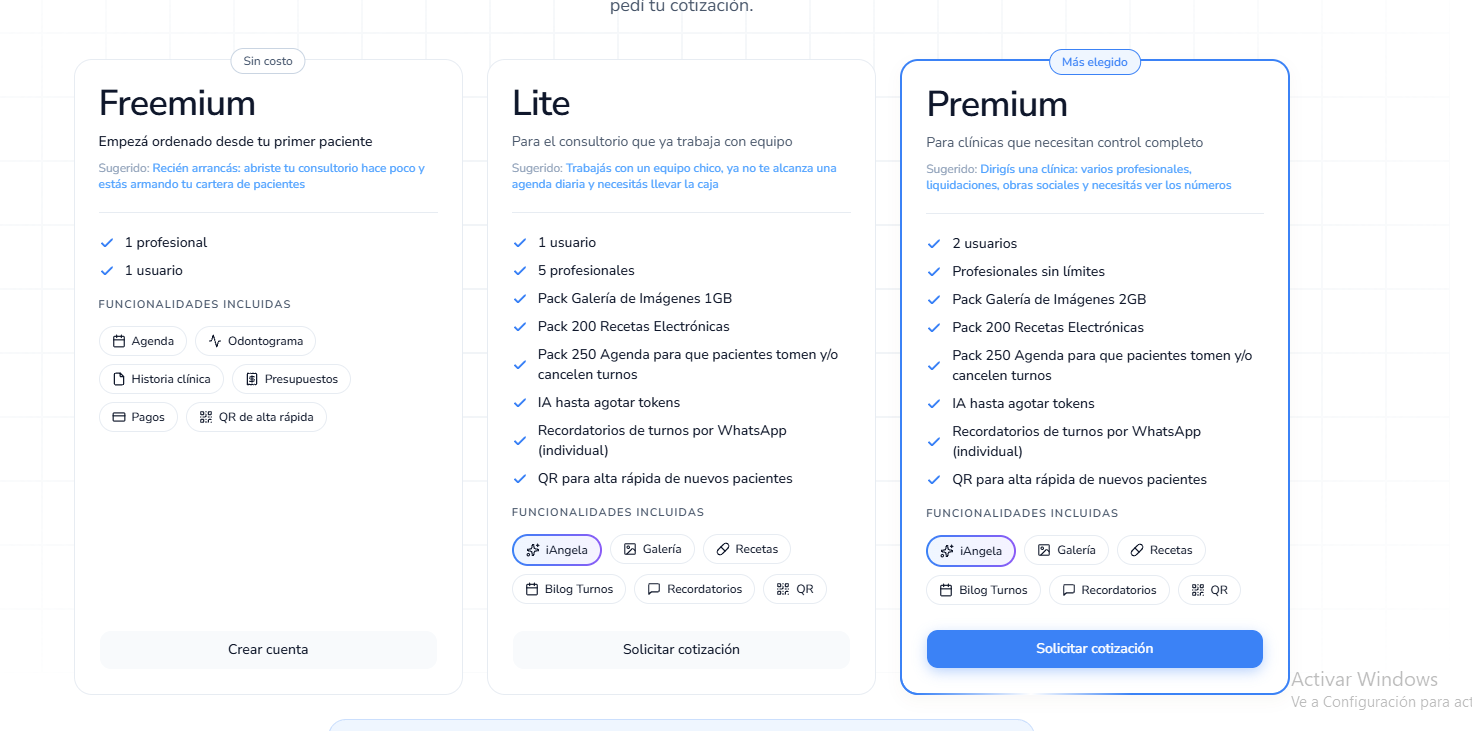 pedí tu cotización.
Sin costo
Freemium
Empezá ordenado desde tu primer paciente
Sugerido: Recién arrancás: abriste tu consultorio hace poco y
estás armando tu cartera de pacientes
1 profesional
1 usuario
FUNCIONALIDADES INCLUIDAS
Agenda
Odontograma
Historia clínica
Presupuestos
Pagos
QR de alta rápida
Crear cuenta
Lite
Para el consultorio que ya trabaja con equipo
Sugerido: Trabajás con un equipo chico, ya no te alcanza una
agenda diaria y necesitás llevar la caja
1 usuario
5 profesionales
Pack Galería de Imágenes 1GB
Pack 200 Recetas Electrónicas
Pack 250 Agenda para que pacientes tomen y/o
cancelen turnos
IA hasta agotar tokens
Recordatorios de turnos por WhatsApp
(individual)
QR para alta rápida de nuevos pacientes
FUNCIONALIDADES INCLUIDAS
iAngela
Galería
Recetas
Bilog Turnos
Recordatorios
QR
Solicitar cotización
Más elegido
Premium
Para clínicas que necesitan control completo
Sugerido: Dirigís una clínica: varios profesionales,
liquidaciones, obras sociales y necesitás ver los números
2 usuarios
Profesionales sin límites
Pack Galería de Imágenes 2GB
Pack 200 Recetas Electrónicas
Pack 250 Agenda para que pacientes tomen y/o
cancelen turnos
IA hasta agotar tokens
Recordatorios de turnos por WhatsApp
(individual)
QR para alta rápida de nuevos pacientes
FUNCIONALIDADES INCLUIDAS
iAngela
Galería
Recetas
Bilog Turnos
Recordatorios
QR
Solicitar cotización
Activar Windows
Ve a Configuración para act